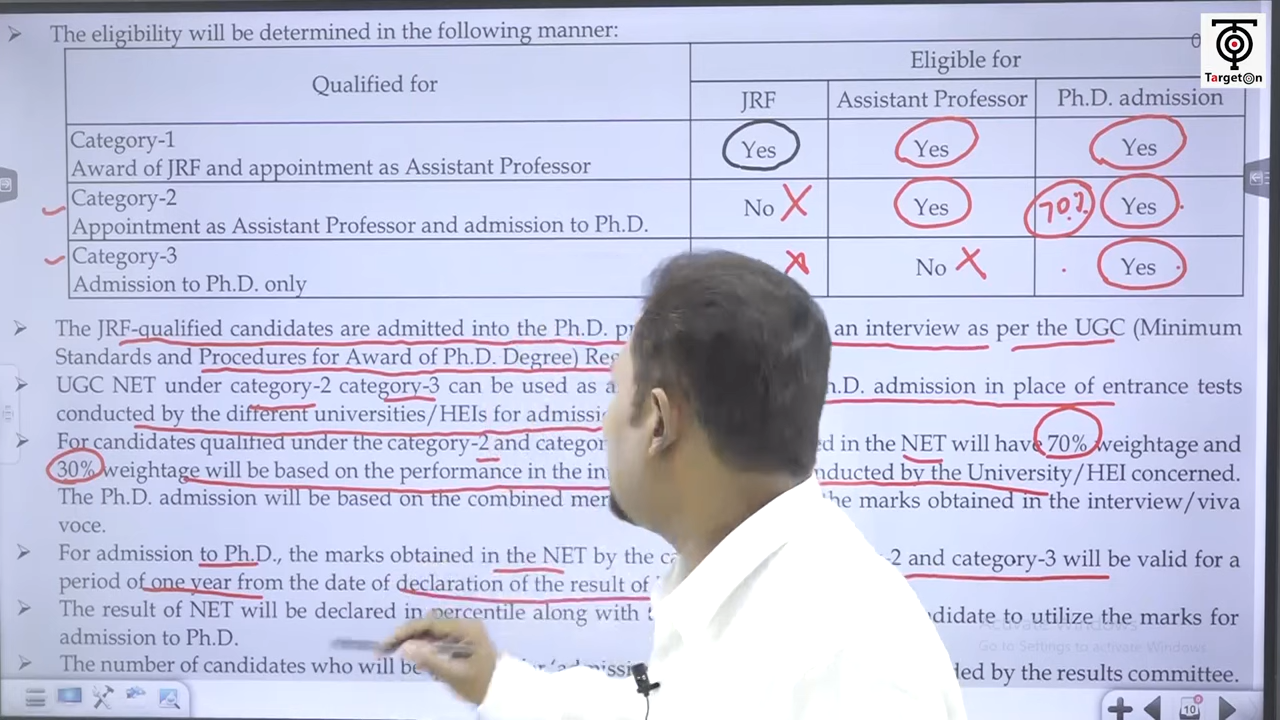 The eligibility will be determined in the following manner:
TargetOn
Qualified for
Eligible for
JRF
Assistant Professor
Ph.D. admission
Category-1
Award of JRF and appointment as Assistant Professor
Yes
Yes
Yes
Category-2
Appointment as Assistant Professor and admission to Ph.D.
No
Yes
70%
Yes
Category-3
Admission to Ph.D. only
No
Yes
The JRF-qualified candidates are admitted into the Ph.D. an interview as per the UGC (Minimum
Standards and Procedures for Award of Ph.D. Degree)
UGC NET under category-2 category-3 can be used as admission in place of entrance tests
conducted by the different universities/HEIs for
For candidates qualified under the category-2 and in the NET will have 70% weightage and
30% weightage will be based on the performance in the by the University/HEI concerned.
The Ph.D. admission will be based on the combined the marks obtained in the interview/viva
voce.
For admission to Ph.D., the marks obtained in the NET by the and category-3 will be valid for a
period of one year from the date of declaration of the result of
The result of NET will be declared in percentile along with to utilize the marks for
admission to Ph.D.
Activate Windows
Go to Settings to activate Windows.
The number of candidates who will be by the results committee.
10